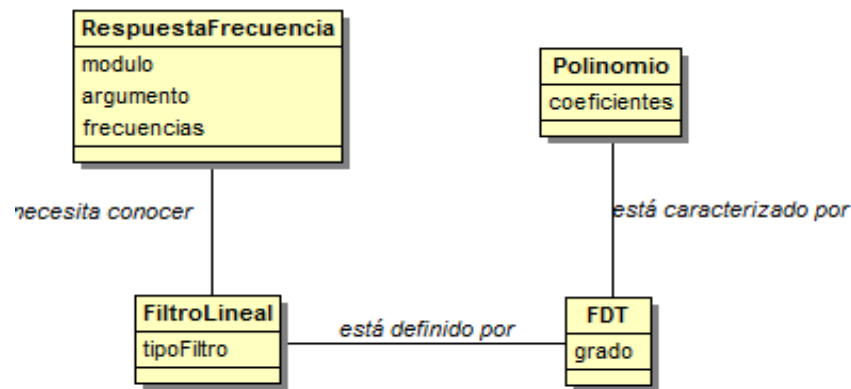 RespuestaFrecuencia
modulo
argumento
frecuencias
Polinomio
coeficientes
necesita conocer
está caracterizado por
FiltroLineal
tipoFiltro
está definido por
FDT
grado